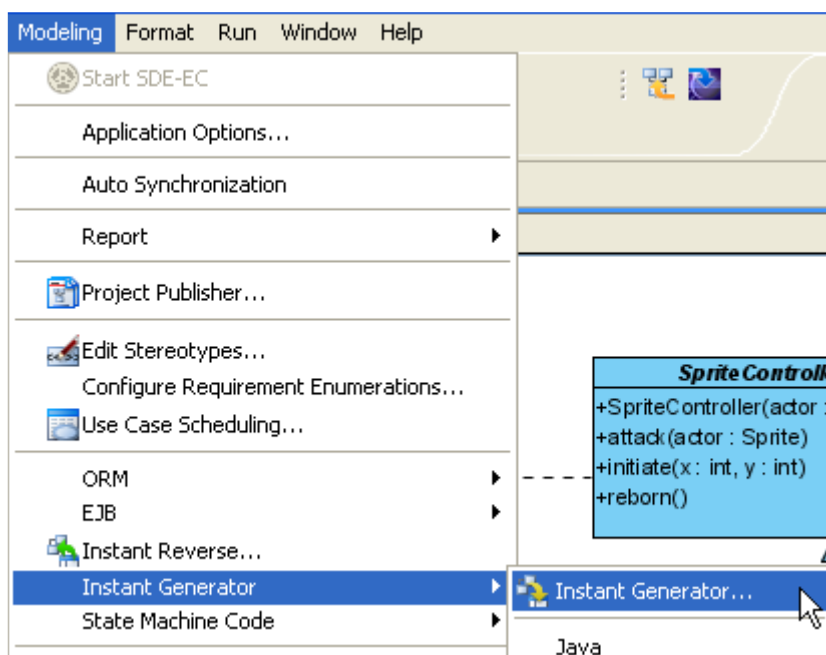 Modeling Format Run Window Help
Start SDE-EC
Application Options...
Auto Synchronization
Report
Project Publisher...
Edit Stereotypes...
Configure Requirement Enumerations...
Use Case Scheduling...
ORM
EJB
Instant Reverse...
Instant Generator
State Machine Code
Instant Generator...
Java
SpriteControll
+SpriteController(actor :
+attack(actor : Sprite)
+initiate(x : int, y : int)
+reborn()